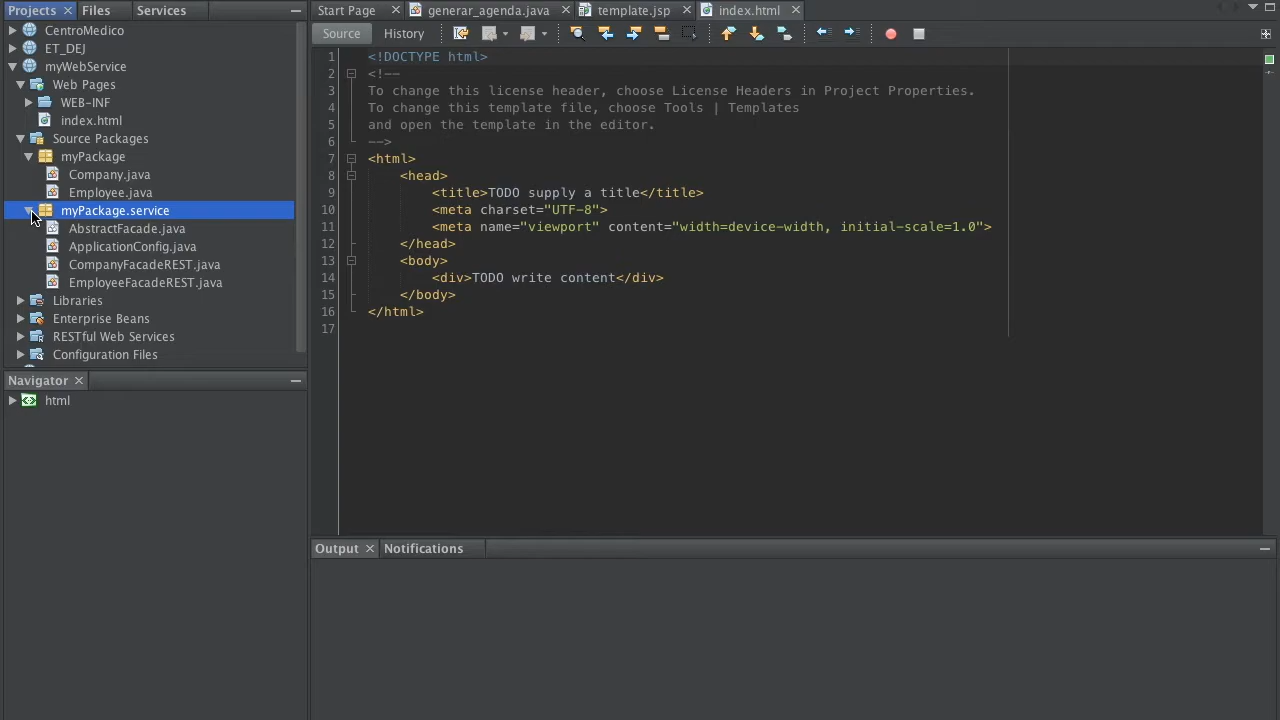 Projects Files Services
CentroMedico
ET_DEJ
myWebService
Web Pages
WEB-INF
index.html
Source Packages
myPackage
Company.java
Employee.java
myPackage.service
AbstractFacade.java
ApplicationConfig.java
CompanyFacadeREST.java
EmployeeFacadeREST.java
Libraries
Enterprise Beans
RESTful Web Services
Configuration Files
Navigator
html
Start Page generar_agenda.java template.jsp index.html
Source History
1 <!DOCTYPE html>
2 <!--
3 To change this license header, choose License Headers in Project Properties.
4 To change this template file, choose Tools | Templates
5 and open the template in the editor.
6 -->
7 <html>
8 <head>
9 <title>TODO supply a title</title>
10 <meta charset="UTF-8">
11 <meta name="viewport" content="width=device-width, initial-scale=1.0">
12 </head>
13 <body>
14 <div>TODO write content</div>
15 </body>
16 </html>
17
Output Notifications